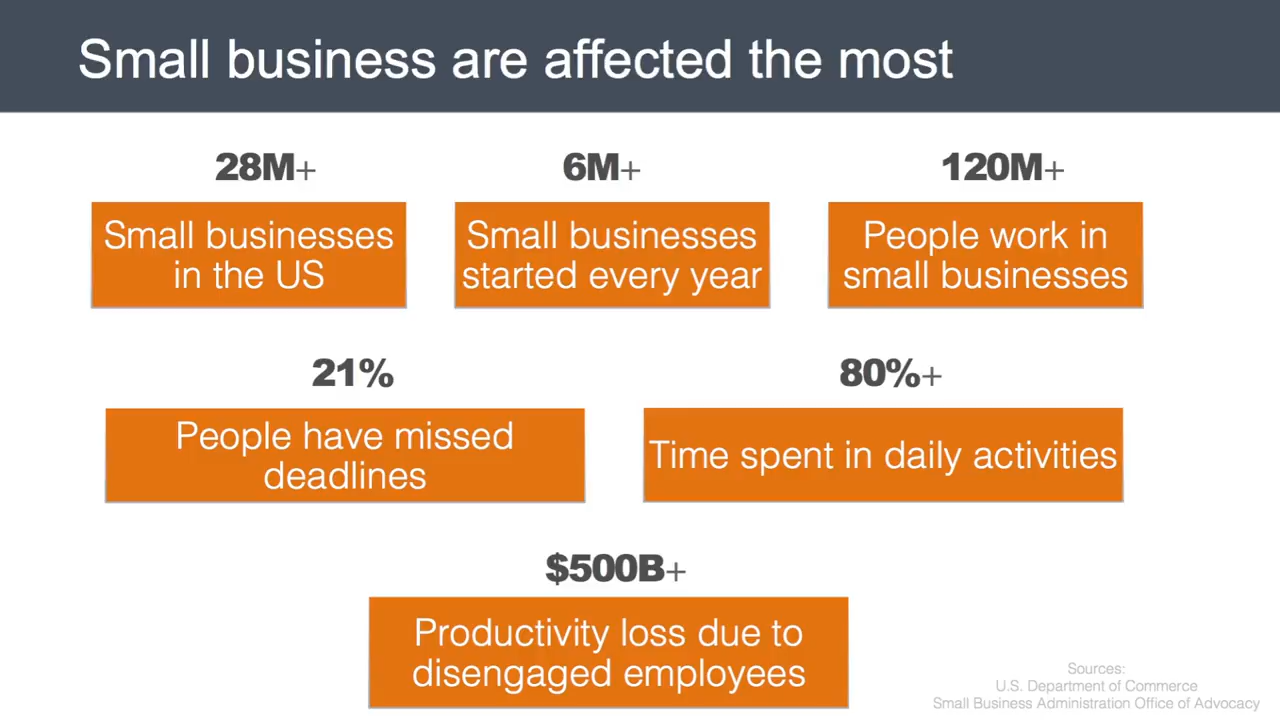 Small business are affected the most
28M+
6M+
120M+
Small businesses
in the US
Small businesses
started every year
People work in
small businesses
21%
80%+
People have missed
deadlines
Time spent in daily activities
$500B+
Productivity loss due to
disengaged employees
Sources:
U.S. Department of Commerce
Small Business Administration Office of Advocacy